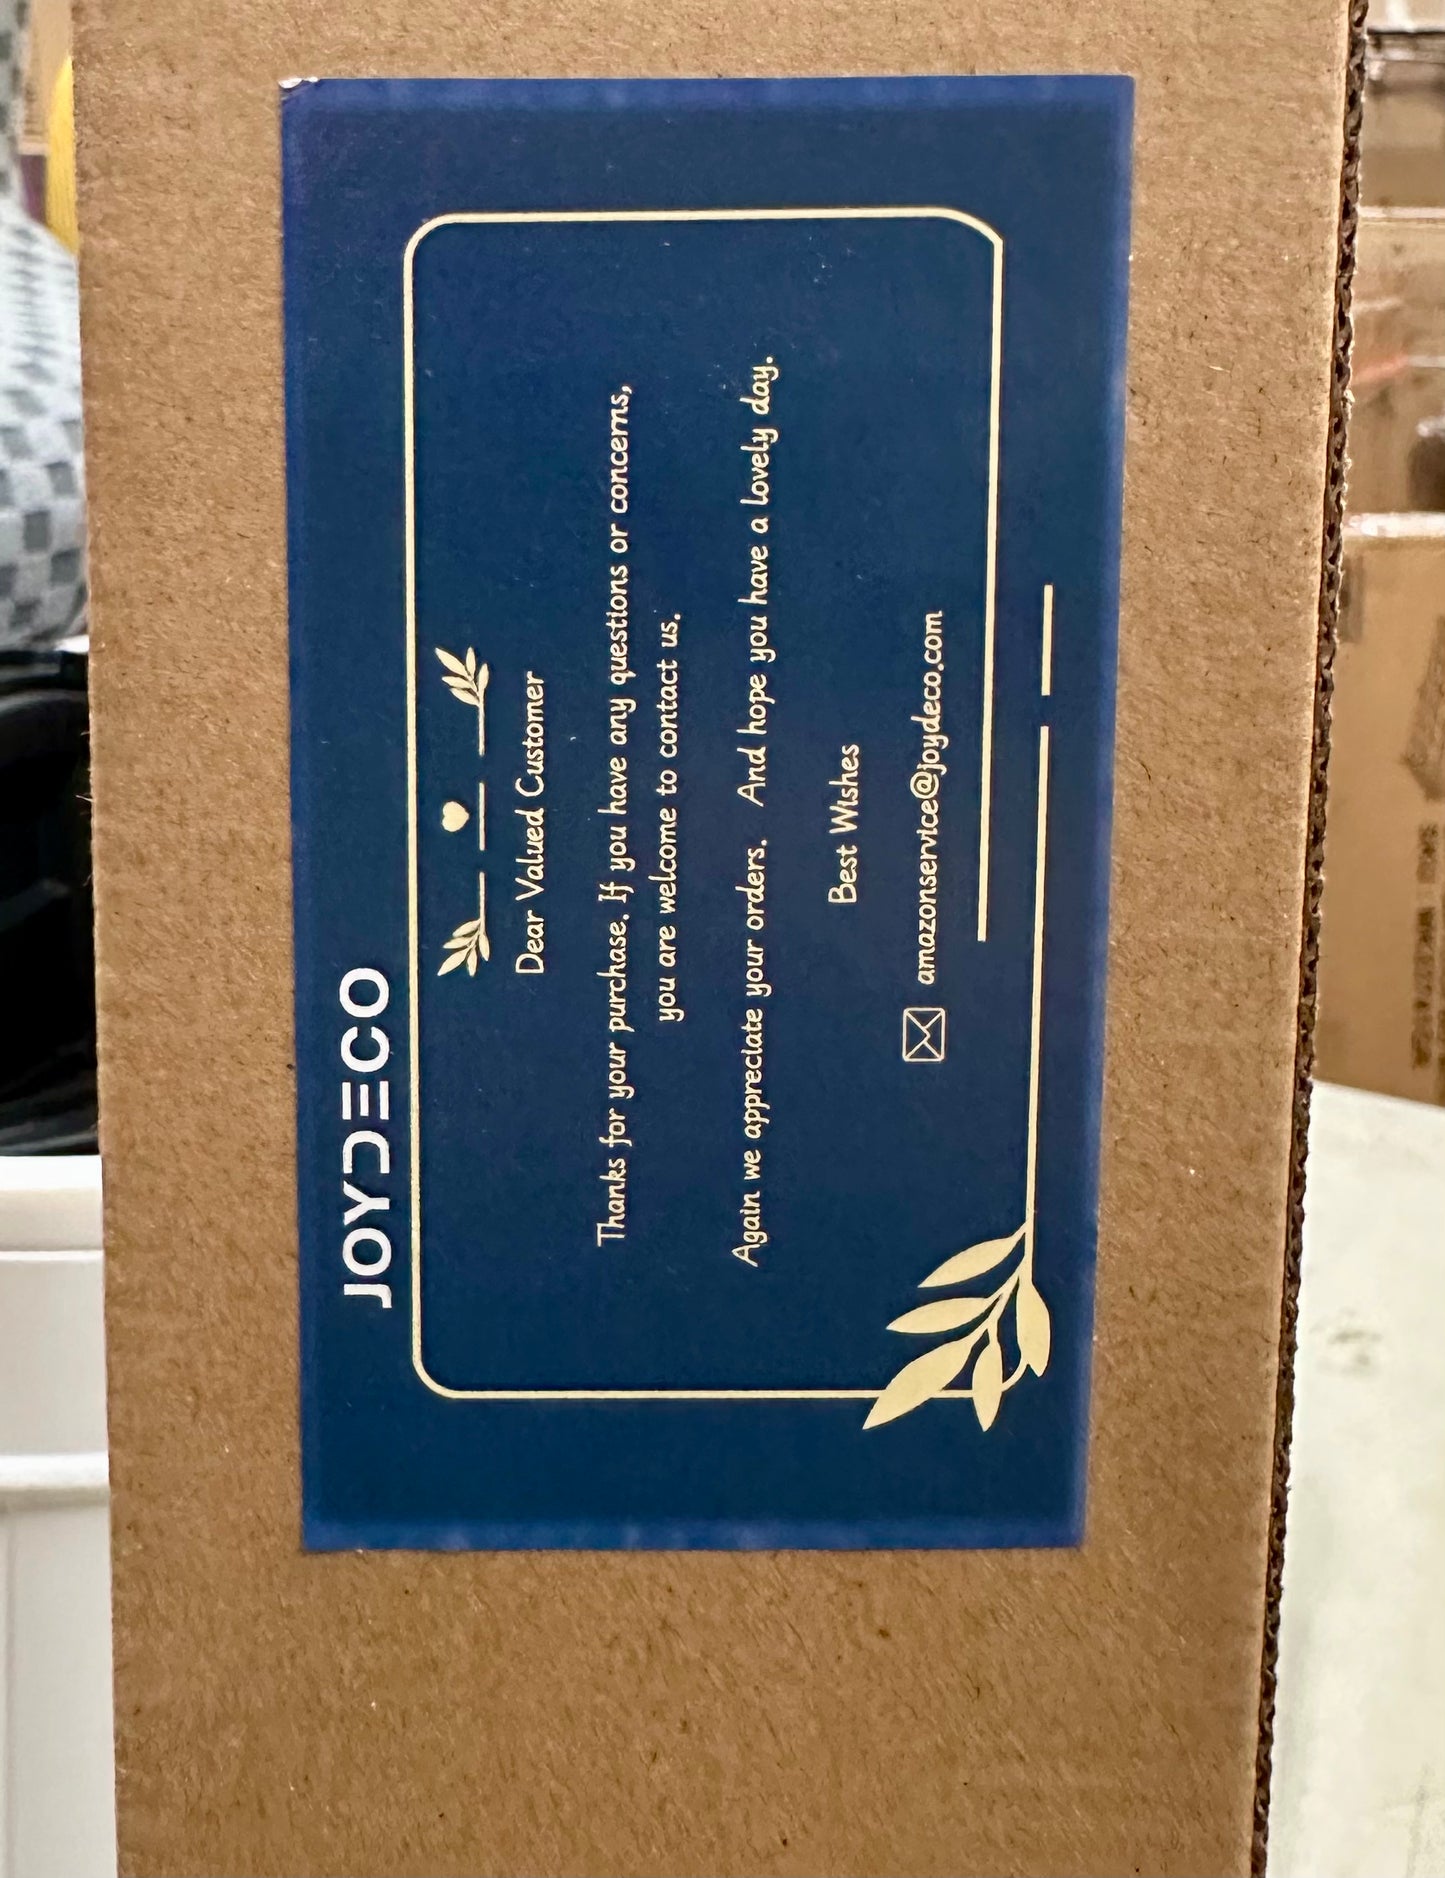 JOYDECO
Dear Valued Customer
Thanks for your purchase. If you have any questions or concerns,
you are welcome to contact us.
Again we appreciate your orders. And hope you have a lovely day.
Best Wishes
amazonservice@joydeco.com